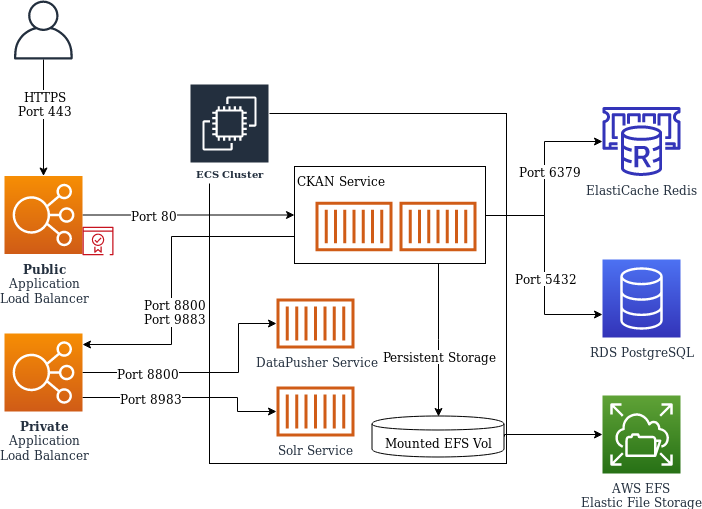 HTTPS
Port 443
ECS Cluster
CKAN Service
Port 6379
ElastiCache Redis
Port 80
Public
Application
Load Balancer
Port 5432
Port 8800
Port 9883
RDS PostgreSQL
DataPusher Service
Persistent Storage
Port 8800
Port 8983
Private
Application
Load Balancer
Solr Service
Mounted EFS Vol
AWS EFS
Elastic File Storage
R